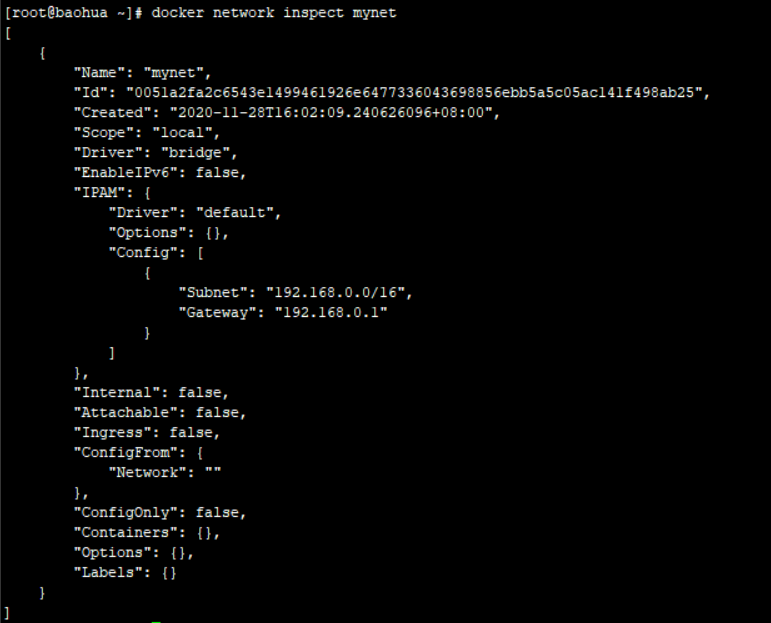 [root@baohua ~]# docker network inspect mynet
[
    {
        "Name": "mynet",
        "Id": "0051a2fa2c6543e1499461926e6477336043698856ebb5a5c05ac141f498ab25",
        "Created": "2020-11-28T16:02:09.240626096+08:00",
        "Scope": "local",
        "Driver": "bridge",
        "EnableIPv6": false,
        "IPAM": {
            "Driver": "default",
            "Options": {},
            "Config": [
                {
                    "Subnet": "192.168.0.0/16",
                    "Gateway": "192.168.0.1"
                }
            ]
        },
        "Internal": false,
        "Attachable": false,
        "Ingress": false,
        "ConfigFrom": {
            "Network": ""
        },
        "ConfigOnly": false,
        "Containers": {},
        "Options": {},
        "Labels": {}
    }
]